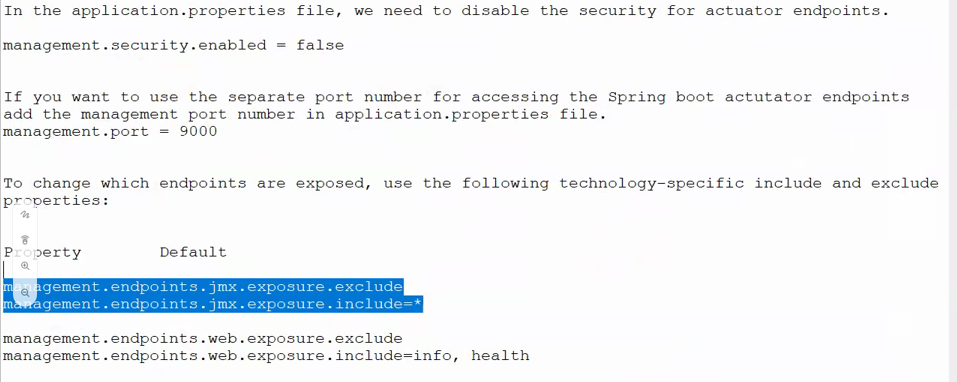 In the application.properties file, we need to disable the security for actuator endpoints.
management.security.enabled = false
If you want to use the separate port number for accessing the Spring boot actutator endpoints
add the management port number in application.properties file.
management.port = 9000
To change which endpoints are exposed, use the following technology-specific include and exclude
properties:
Property Default
management.endpoints.jmx.exposure.exclude
management.endpoints.jmx.exposure.include=*
management.endpoints.web.exposure.exclude
management.endpoints.web.exposure.include=info, health